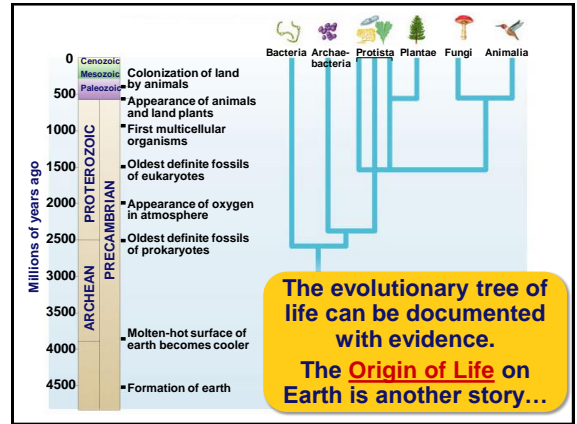 Bacteria
Archae-
bacteria
Protista
Plantae
Fungi
Animalia
Millions of years ago
0
500
1000
1500
2000
2500
3000
3500
4000
4500
Cenozoic
Mesozoic
Paleozoic
PROTEROZOIC
ARCHEAN
PRECAMBRIAN
Colonization of land
by animals
Appearance of animals
and land plants
First multicellular
organisms
Oldest definite fossils
of eukaryotes
Appearance of oxygen
in atmosphere
Oldest definite fossils
of prokaryotes
Molten-hot surface of
earth becomes cooler
Formation of earth
The evolutionary tree of
life can be documented
with evidence.
The Origin of Life on
Earth is another story…